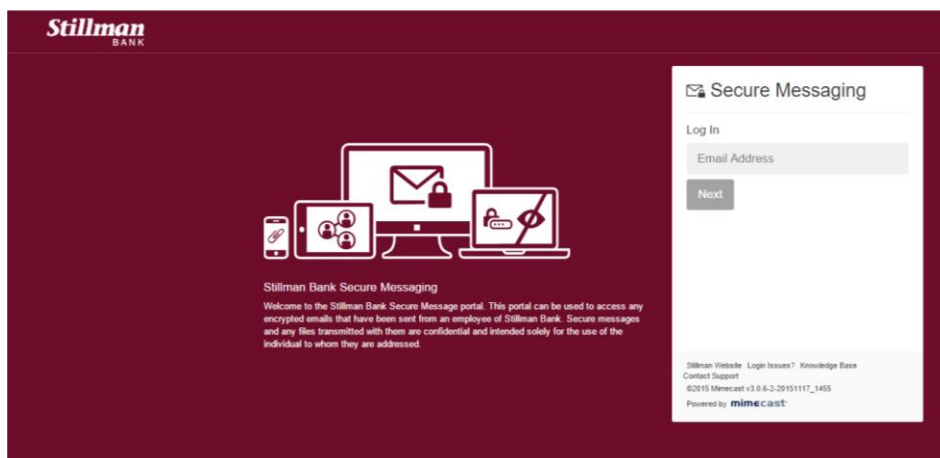 Stillman
BANK
Secure Messaging
Log In
Email Address
Next
Stillman Bank Secure Messaging
Welcome to the Stillman Bank Secure Message portal. This portal can be used to access any
encrypted emails that have been sent from an employee of Stillman Bank. Secure messages
and any files transmitted with them are confidential and intended solely for the use of the
individual to whom they are addressed.
Stillman Website Login Issues? Knowledge Base
Contact Support
©2015 Mimecast v3.0.6-2-20151117_1455
Powered by mimecast